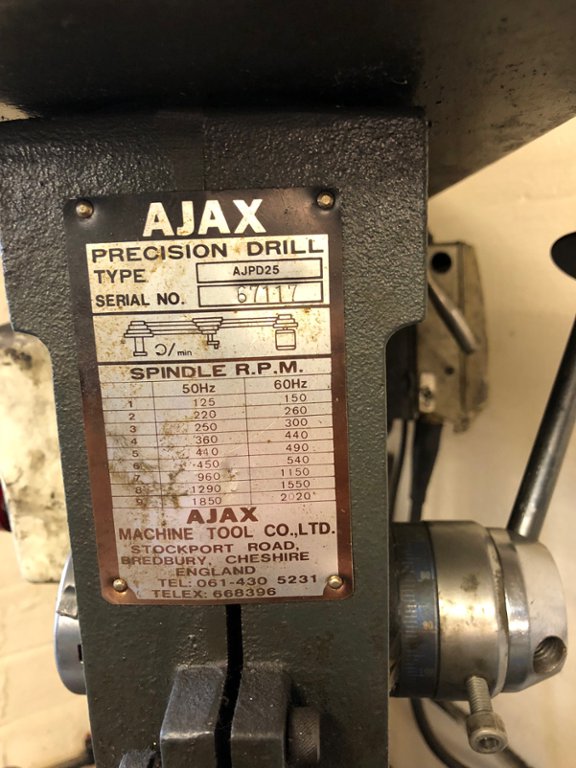 AJAX
PRECISION DRILL
TYPE AJPD25
SERIAL NO. 67117
/min
SPINDLE R.P.M.
50Hz 60Hz
1 125 150
2 220 260
3 250 300
4 360 440
5 440 490
6 450 540
7 960 1150
8 1290 1550
9 1850 2020
AJAX
MACHINE TOOL CO.,LTD.
STOCKPORT ROAD,
BREDBURY, CHESHIRE
ENGLAND
TEL: 061-430 5231
TELEX: 668396